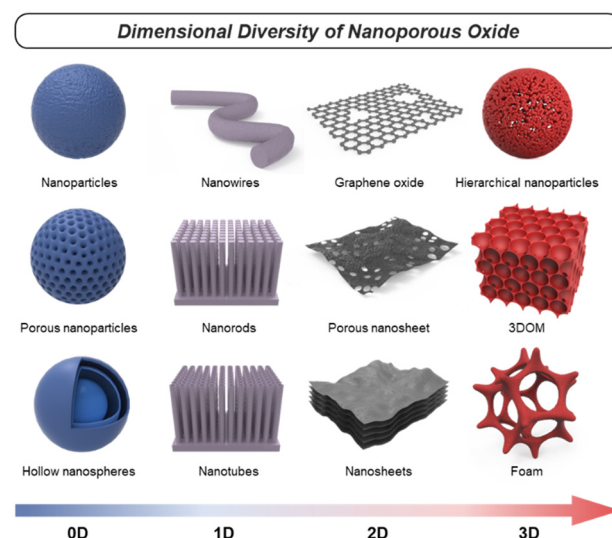 Dimensional Diversity of Nanoporous Oxide
Nanoparticles
Nanowires
Graphene oxide
Hierarchical nanoparticles
Porous nanoparticles
Nanorods
Porous nanosheet
3DOM
Hollow nanospheres
Nanotubes
Nanosheets
Foam
0D
1D
2D
3D